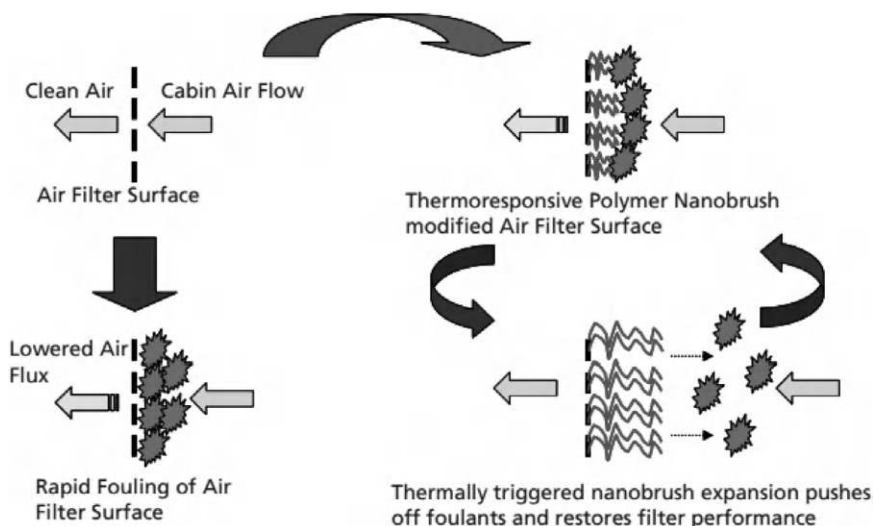 Clean Air
Cabin Air Flow
Air Filter Surface
Thermoresponsive Polymer Nanobrush
modified Air Filter Surface
Lowered Air
Flux
Rapid Fouling of Air
Filter Surface
Thermally triggered nanobrush expansion pushes
off foulants and restores filter performance